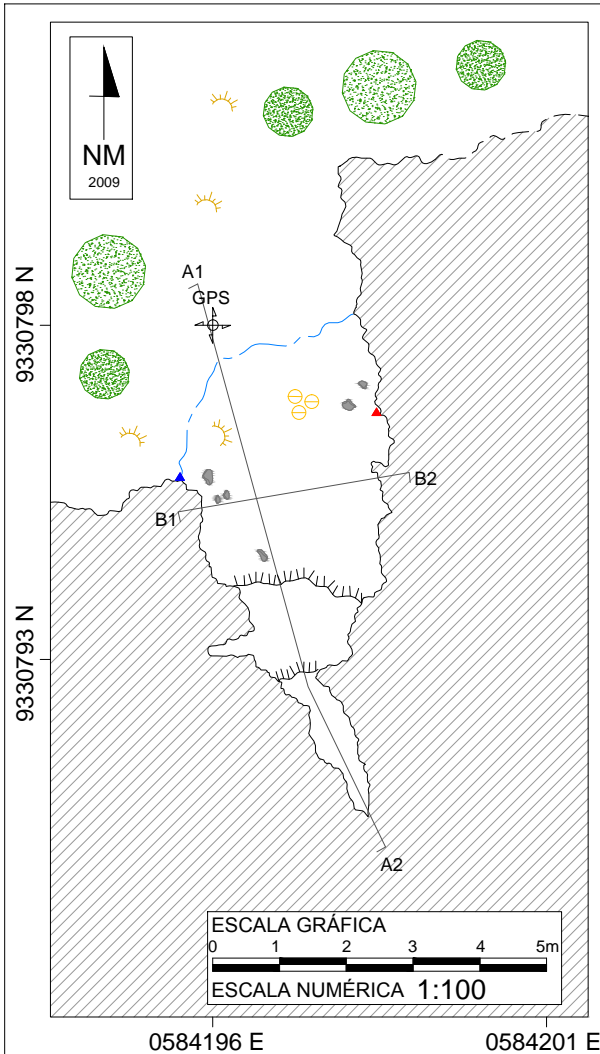 NM
2009
A1
GPS
9330798 N
B2
B1
9330793 N
A2
ESCALA GRÁFICA
0 1 2 3 4 5m
ESCALA NUMÉRICA 1:100
0584196 E 0584201 E